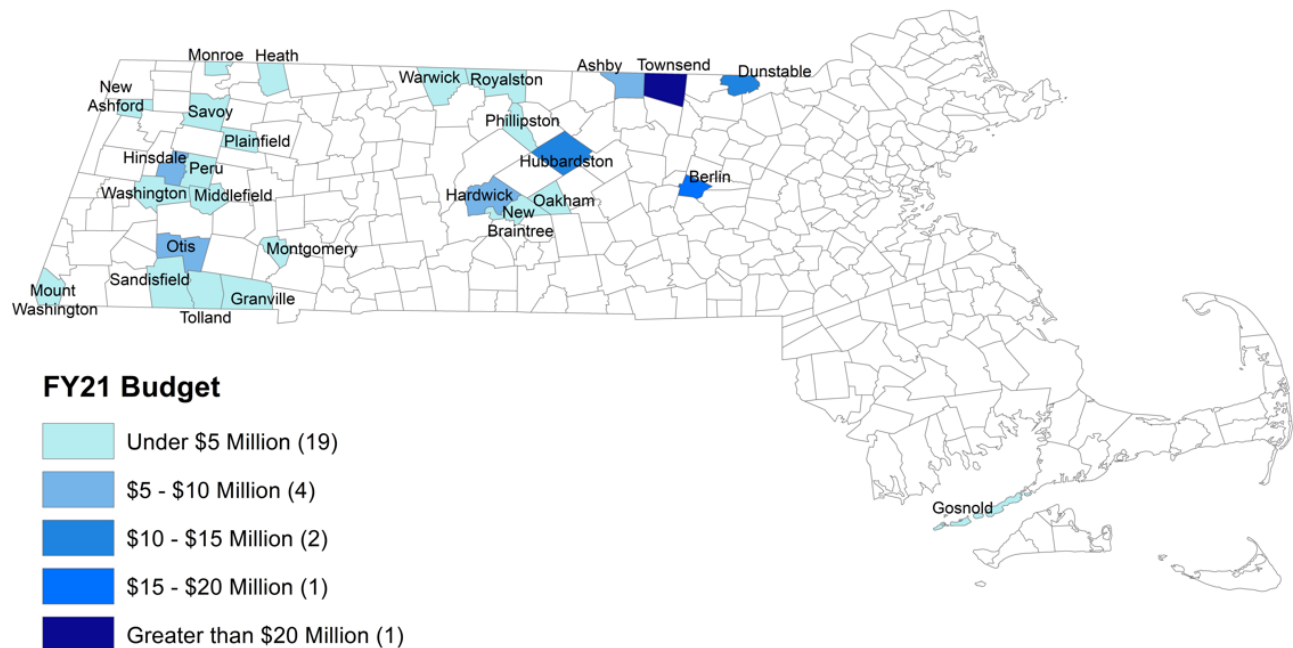 Monroe
Heath
Ashby
Townsend
Dunstable
Warwick
Royalston
New
Ashford
Savoy
Phillipston
Plainfield
Hinsdale
Peru
Hubbardston
Washington
Middlefield
Hardwick
Oakham
Berlin
New
Braintree
Otis
Montgomery
Sandisfield
Granville
Mount
Washington
Tolland
Gosnold
FY21 Budget
Under $5 Million (19)
$5 - $10 Million (4)
$10 - $15 Million (2)
$15 - $20 Million (1)
Greater than $20 Million (1)